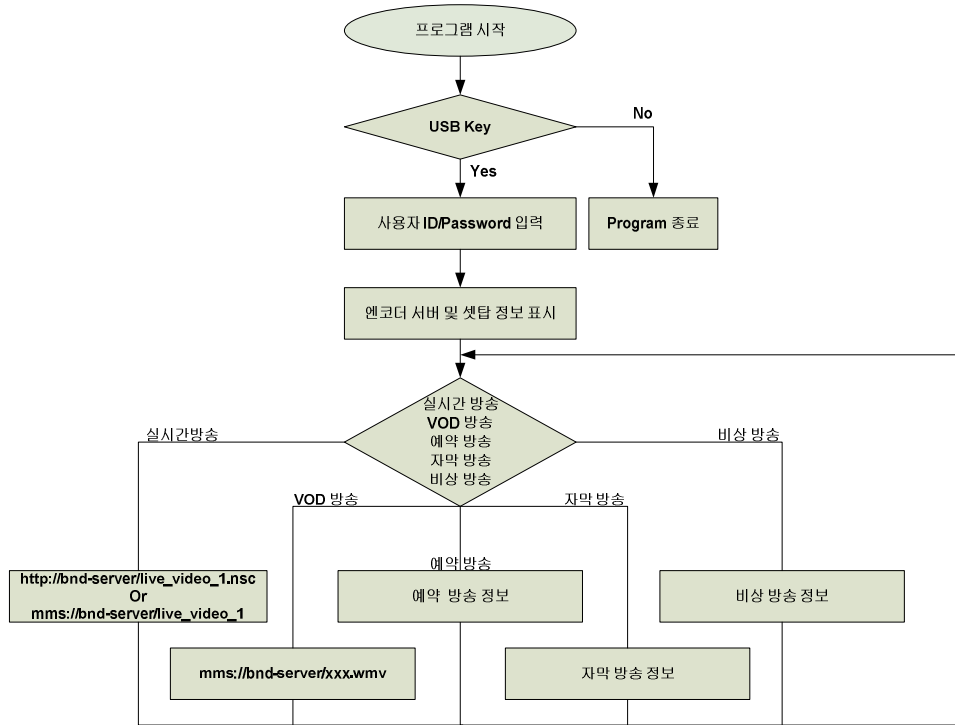 프로그램 시작
USB Key
No
Yes
사용자 ID/Password 입력
Program 종료
엔코더 서버 및 셋탑 정보 표시
실시간 방송
VOD 방송
예약 방송
자막 방송
비상 방송
실시간방송
비상 방송
VOD 방송
자막 방송
예약 방송
http://bnd-server/live_video_1.nsc
Or
mms://bnd-server/live_video_1
예약 방송 정보
비상 방송 정보
mms://bnd-server/xxx.wmv
자막 방송 정보